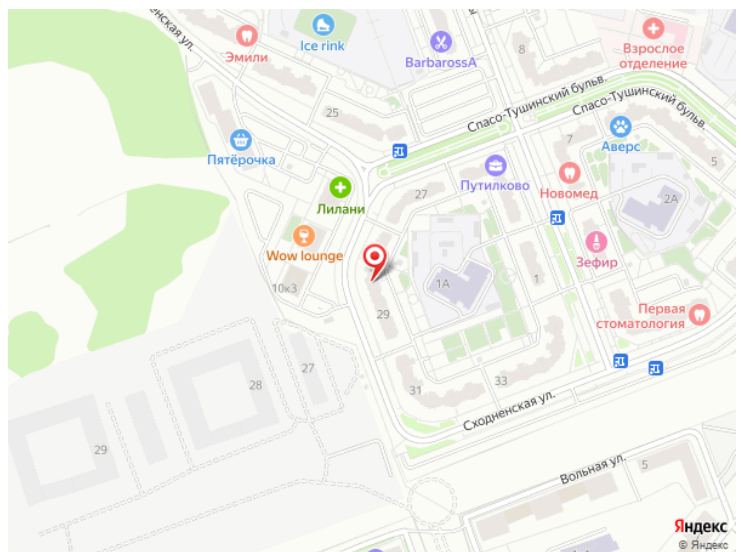 ненская ул.
Эмили
Ice rink
BarbarossA
8
Взрослое
отделение
25
Спасо-Тушинский бульв.
Спасо-Тушинский бульв.
Пятёрочка
7
Аверс
5
Лилани
27
Путилково
Новомед
2А
Wow lounge
Зефир
10к3
1А
1
29
Первая
стоматология
27
28
31
33
Сходненская ул.
29
Вольная ул.
5
Яндекс
© Яндекс